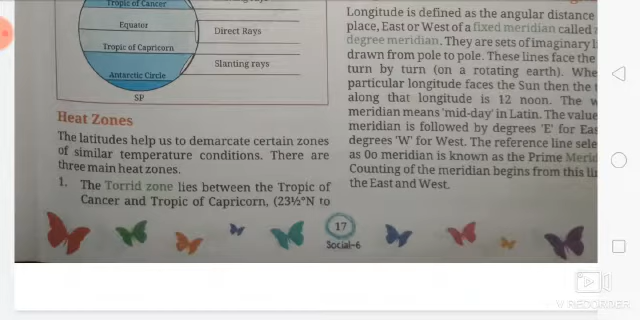 Tropic of Cancer
Equator
Direct Rays
Tropic of Capricorn
Slanting rays
Antarctic Circle
SP
Heat Zones
The latitudes help us to demarcate certain zones
of similar temperature conditions. There are
three main heat zones.
1. The Torrid zone lies between the Tropic of
Cancer and Tropic of Capricorn, (23½°N to
Longitude is defined as the angular distance
place, East or West of a fixed meridian called
degree meridian. They are sets of imaginary
drawn from pole to pole. These lines face the
turn by turn (on a rotating earth).
particular longitude faces the Sun then the
along that longitude is 12 noon. The
meridian means 'mid-day' in Latin. The value
meridian is followed by degrees 'E' for
degrees 'W' for West. The reference line
as 0o meridian is known as the Prime
Counting of the meridian begins from this
the East and West.
17
Social-6
V RECORDER